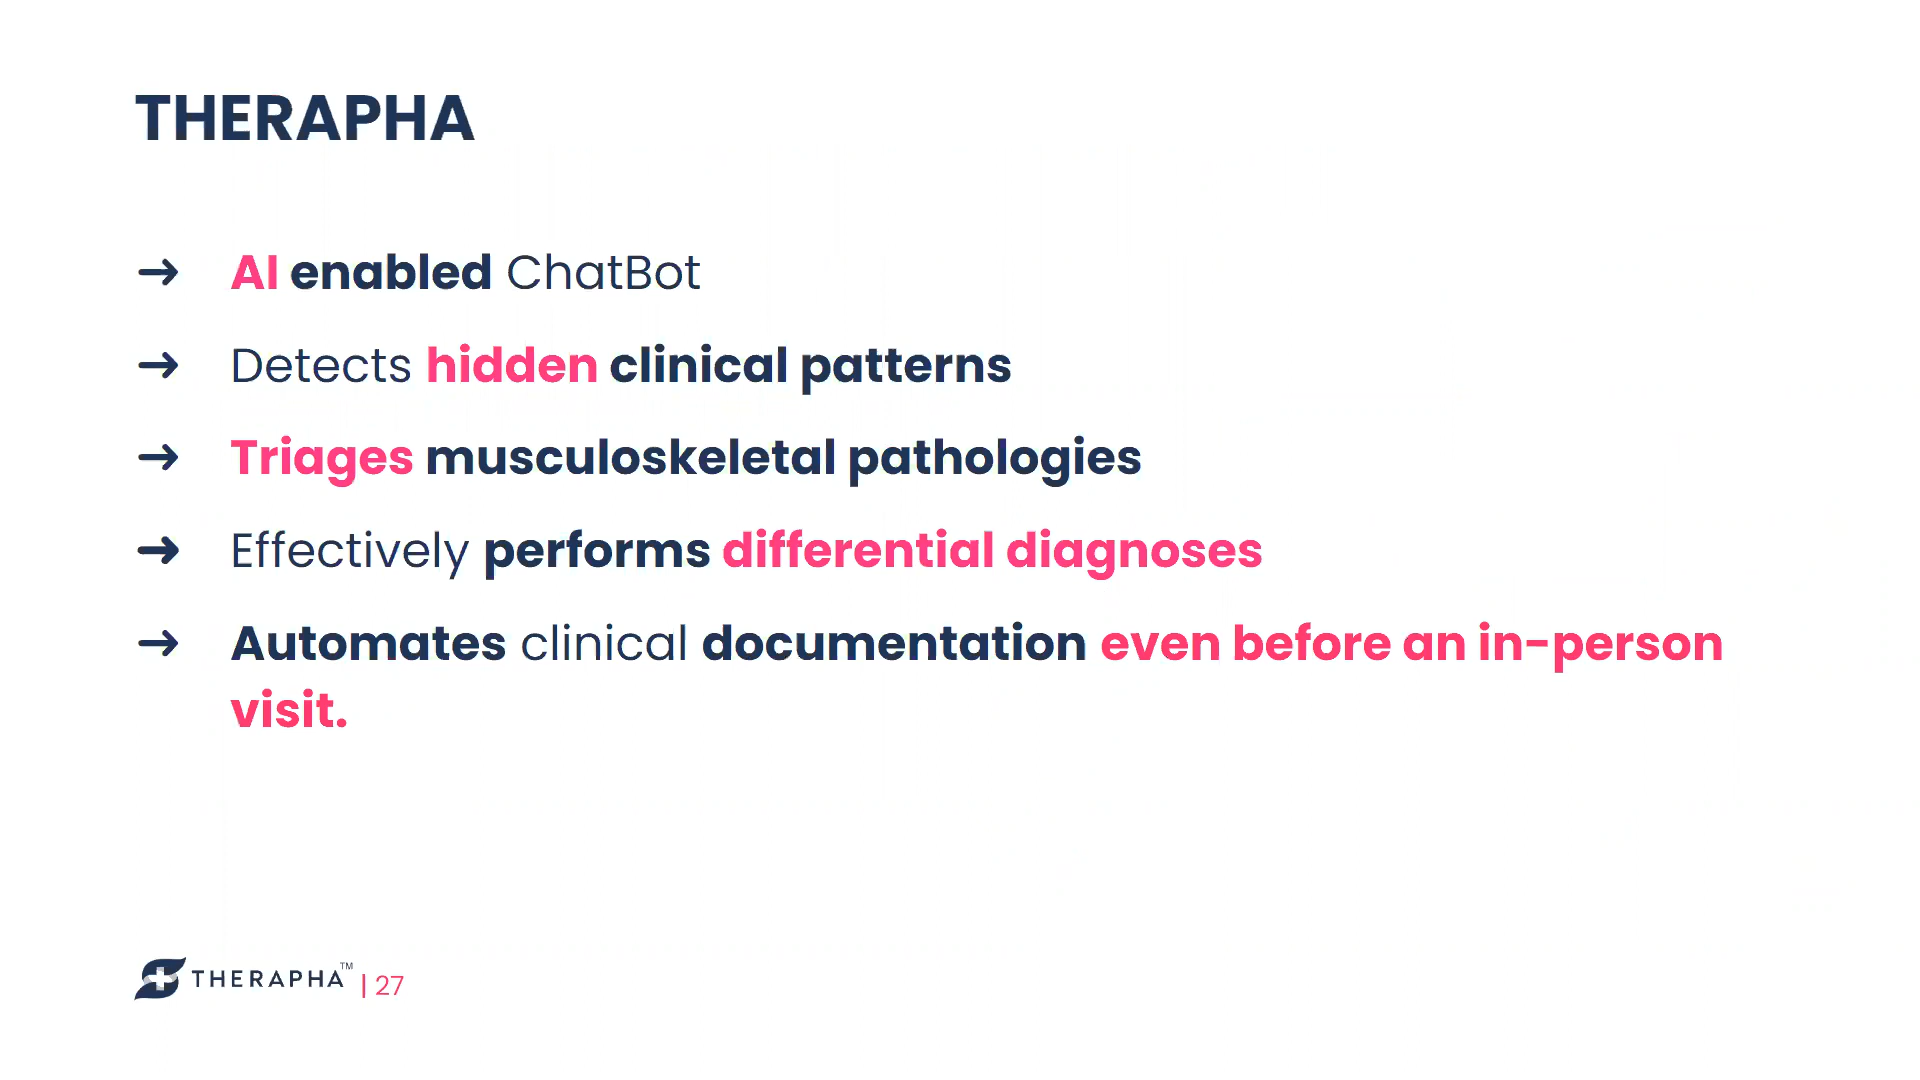 THERAPHA
→ AI enabled ChatBot
→ Detects hidden clinical patterns
→ Triages musculoskeletal pathologies
→ Effectively performs differential diagnoses
→ Automates clinical documentation even before an in-person
visit.
THERAPHA™ | 27